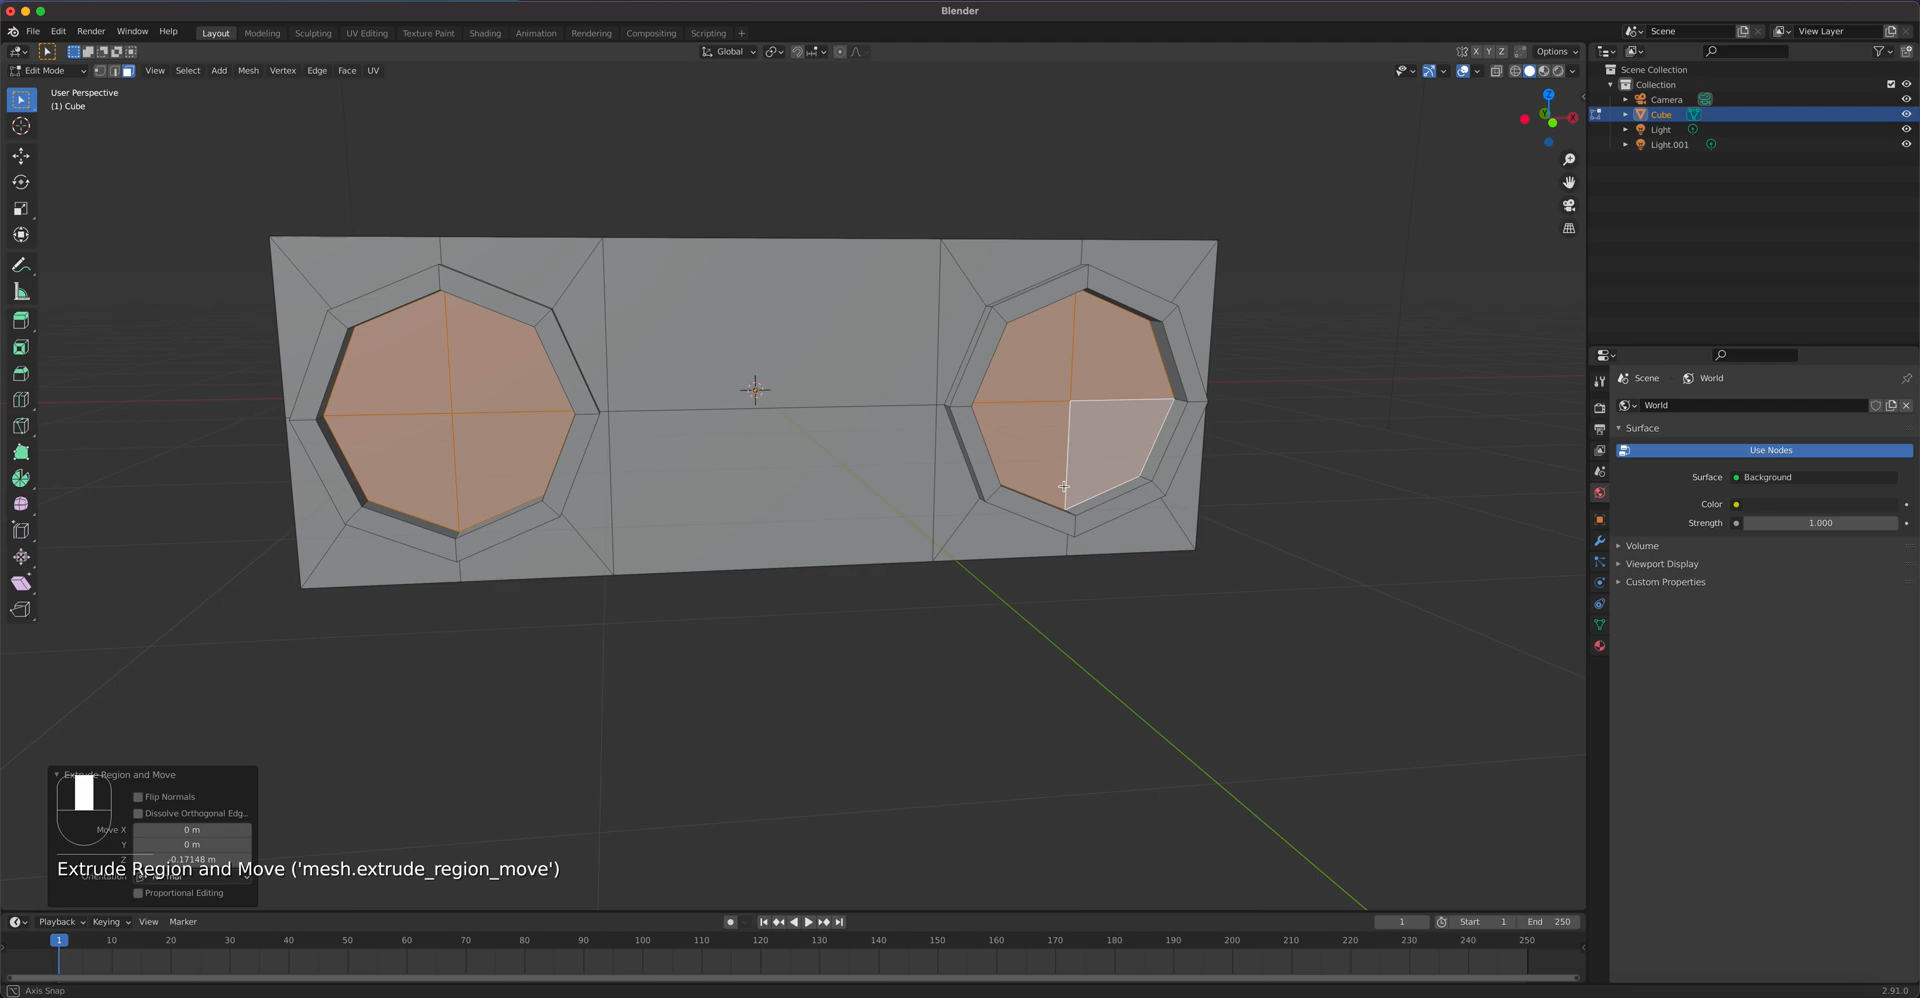 Blender
File Edit Render Window Help Layout Modeling Sculpting UV Editing Texture Paint Shading Animation Rendering Compositing Scripting +
Scene View Layer
Global X Y Z Options
Edit Mode View Select Add Mesh Vertex Edge Face UV
User Perspective
(1) Cube
Z
Y
X
Scene Collection
Collection
Camera
Cube
Light
Light.001
Scene World
World
Surface
Use Nodes
Surface Background
Color
Strength 1.000
Volume
Viewport Display
Custom Properties
Extrude Region and Move
Flip Normals
Dissolve Orthogonal Edg...
Move X 0 m
Y 0 m
Z -0.17148 m
Extrude Region and Move ('mesh.extrude_region_move')
Proportional Editing
Playback Keying View Marker 1 Start 1 End 250
1 10 20 30 40 50 60 70 80 90 100 110 120 130 140 150 160 170 180 190 200 210 220 230 240 250
Axis Snap 2.91.0